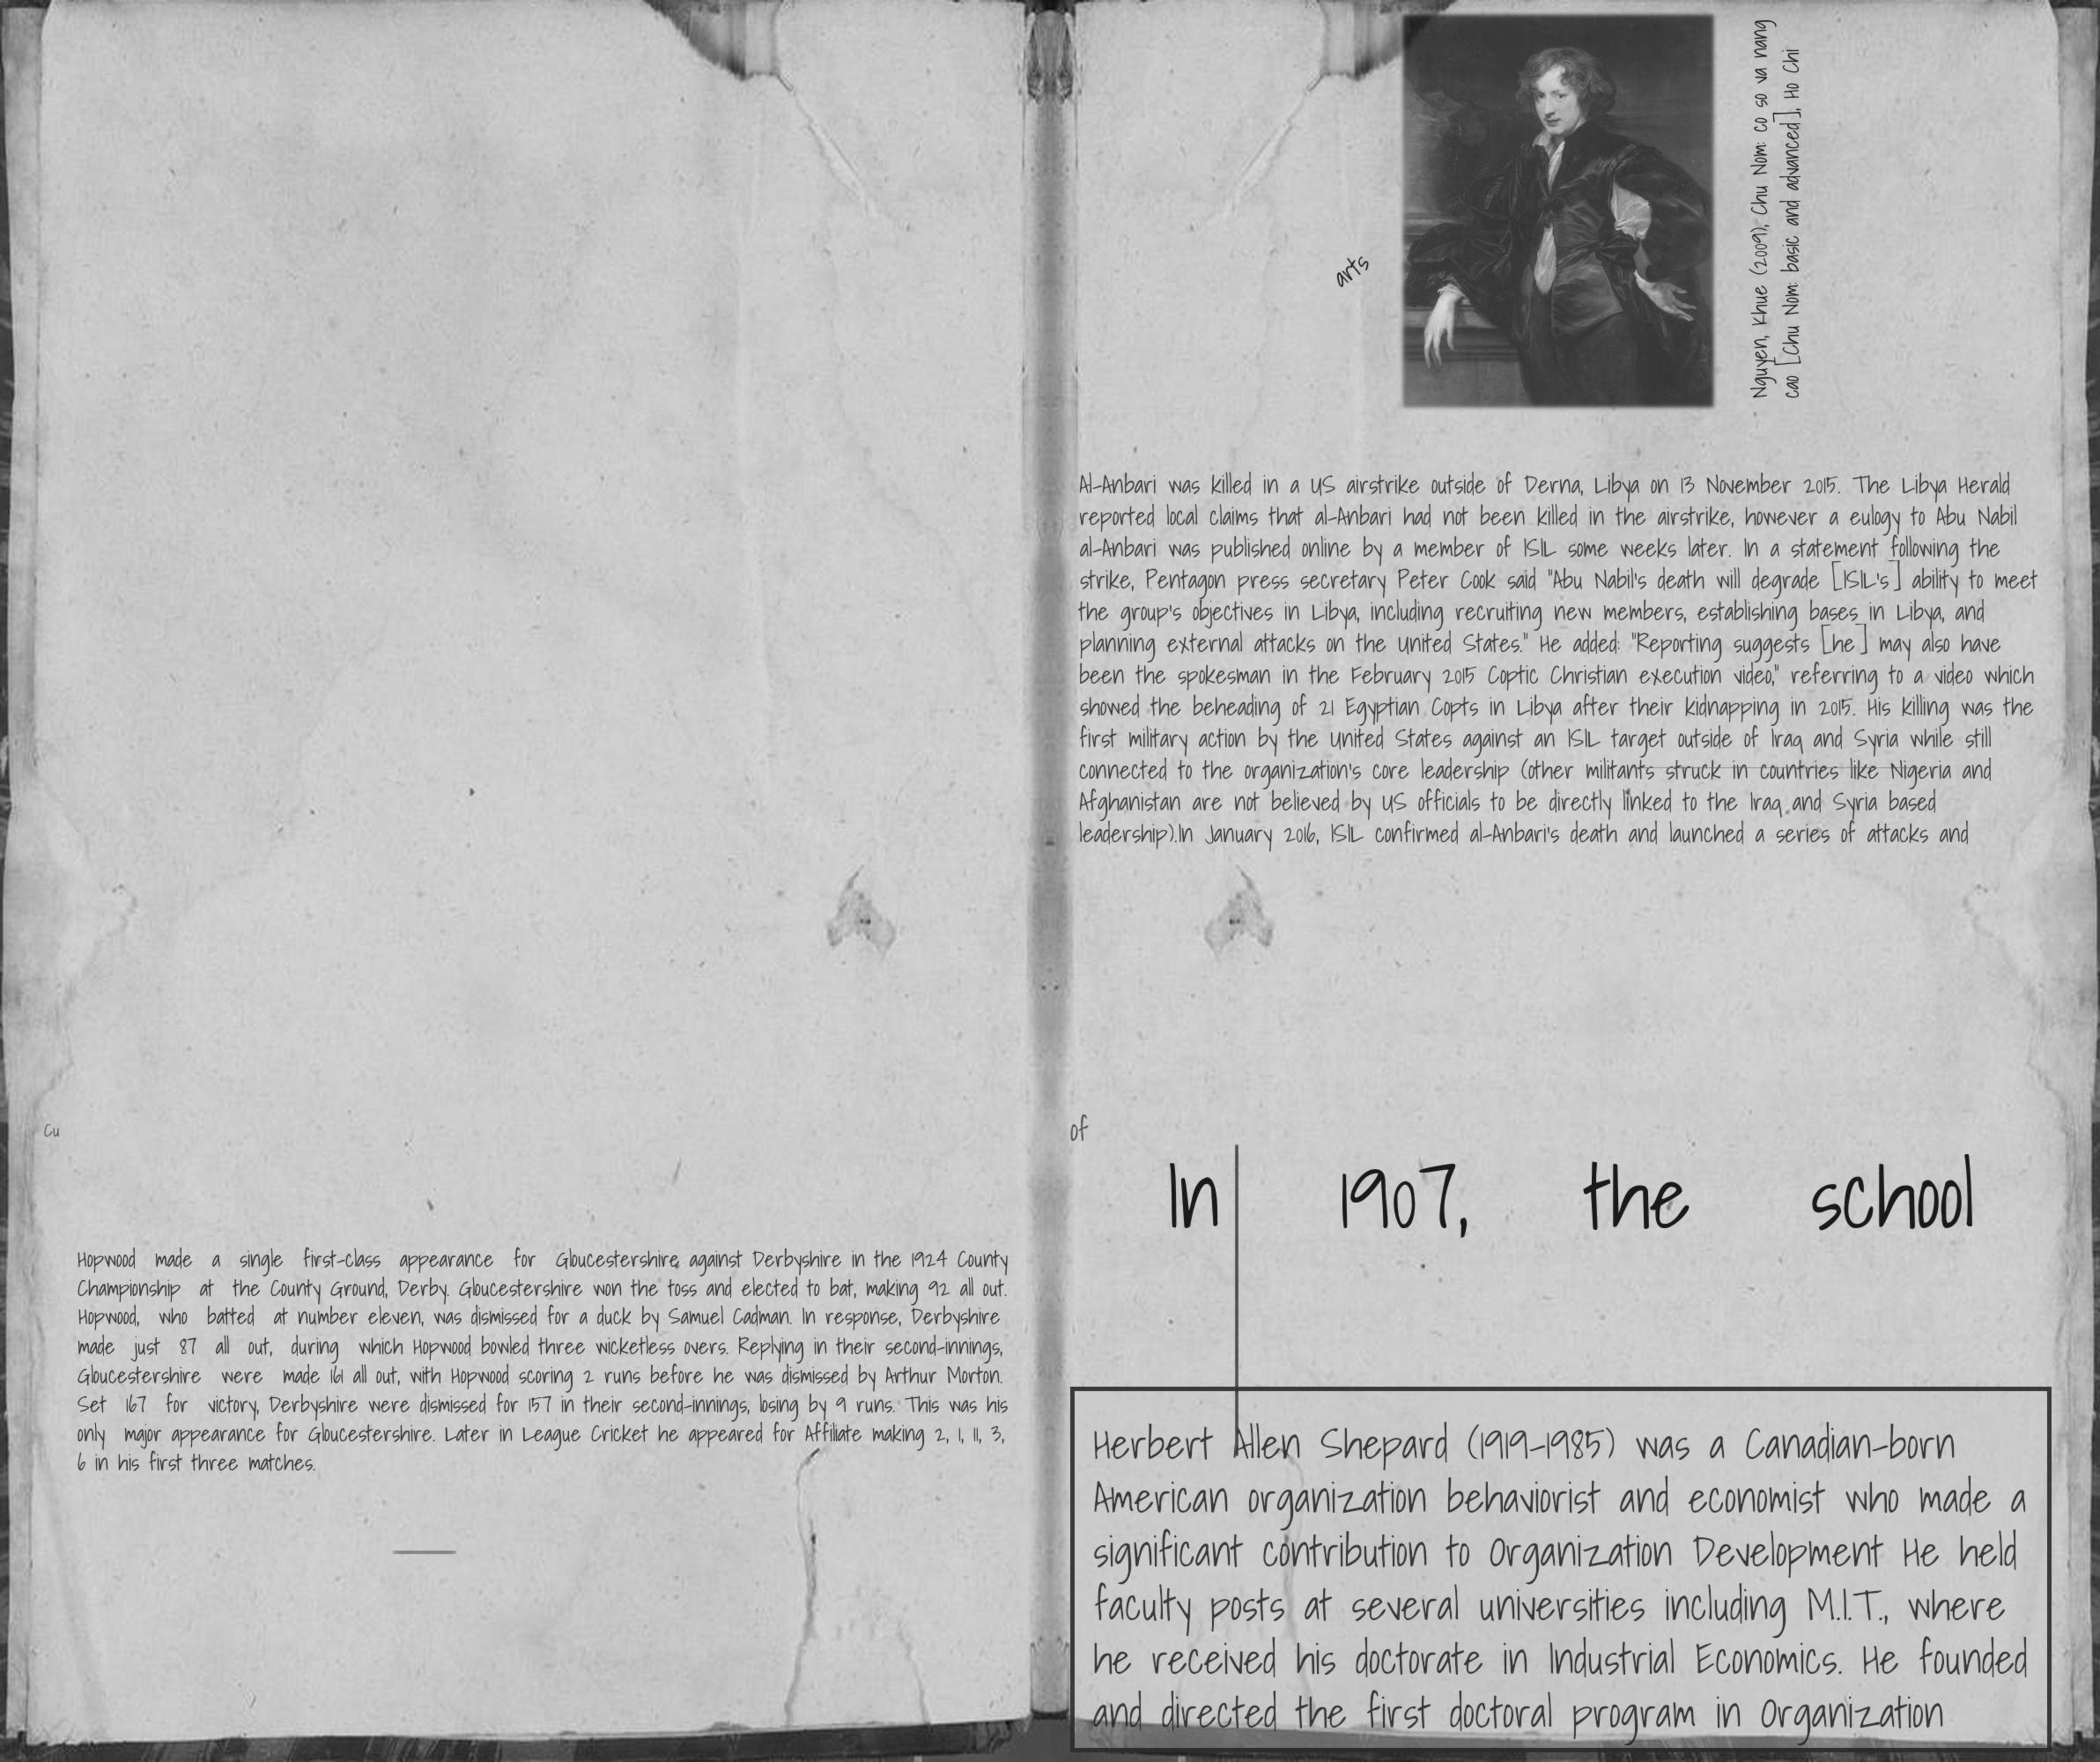 Cu
Hopwood made a single first-class appearance for Gloucestershire against Derbyshire in the 1924 County
Championship at the County Ground, Derby. Gloucestershire won the toss and elected to bat, making 92 all out.
Hopwood, who batted at number eleven, was dismissed for a duck by Samuel Cadman. In response, Derbyshire
made just 87 all out, during which Hopwood bowled three wicketless overs. Replying in their second-innings,
Gloucestershire were made 161 all out, with Hopwood scoring 2 runs before he was dismissed by Arthur Morton.
Set 167 for victory, Derbyshire were dismissed for 157 in their second-innings, losing by 9 runs. This was his
only major appearance for Gloucestershire. Later in League Cricket he appeared for Affiliate making 2, 1, 11, 3,
6 in his first three matches.
arts
Nguyen, Khue (2009), Chu Nom: co so va nang
cao [Chu Nom: basic and advanced], Ho Chi
Al-Anbari was killed in a US airstrike outside of Derna, Libya on 13 November 2015. The Libya Herald
reported local claims that al-Anbari had not been killed in the airstrike, however a eulogy to Abu Nabil
al-Anbari was published online by a member of ISIL some weeks later. In a statement following the
strike, Pentagon press secretary Peter Cook said "Abu Nabil's death will degrade [ISIL's] ability to meet
the group's objectives in Libya, including recruiting new members, establishing bases in Libya, and
planning external attacks on the United States." He added: "Reporting suggests [he] may also have
been the spokesman in the February 2015 Coptic Christian execution video," referring to a video which
showed the beheading of 21 Egyptian Copts in Libya after their kidnapping in 2015. His killing was the
first military action by the United States against an ISIL target outside of Iraq and Syria while still
connected to the organization's core leadership (other militants struck in countries like Nigeria and
Afghanistan are not believed by US officials to be directly linked to the Iraq and Syria based
leadership).In January 2016, ISIL confirmed al-Anbari's death and launched a series of attacks and
of
In 1907, the school
Herbert Allen Shepard (1919-1985) was a Canadian-born
American organization behaviorist and economist who made a
significant contribution to Organization Development He held
faculty posts at several universities including M.I.T., where
he received his doctorate in Industrial Economics. He founded
and directed the first doctoral program in Organization